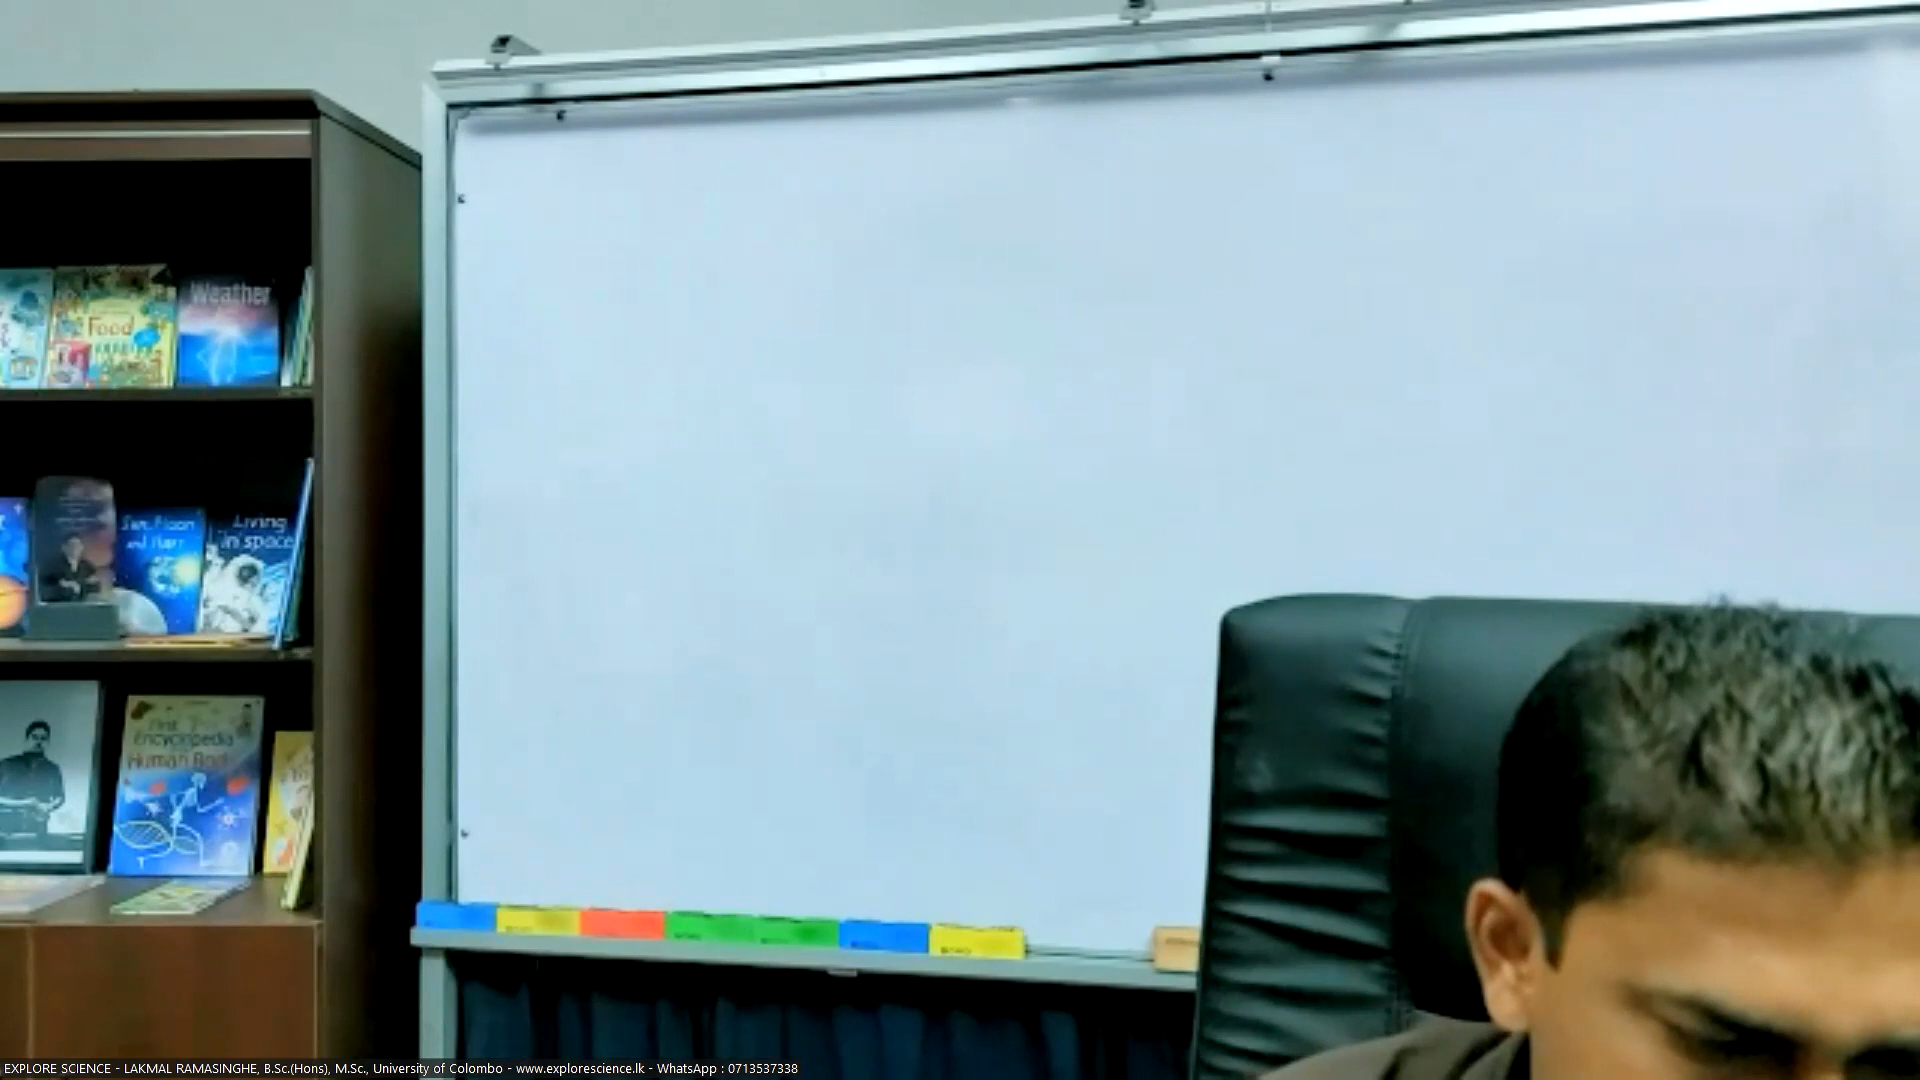 Weather
Food
Sun, Moon
and Stars
Living
in space
First
Encyclopedia
Human Body
EXPLORE SCIENCE - LAKMAL RAMASINGHE, B.Sc.(Hons), M.Sc., University of Colombo - www.explorescience.lk - WhatsApp : 0713537338